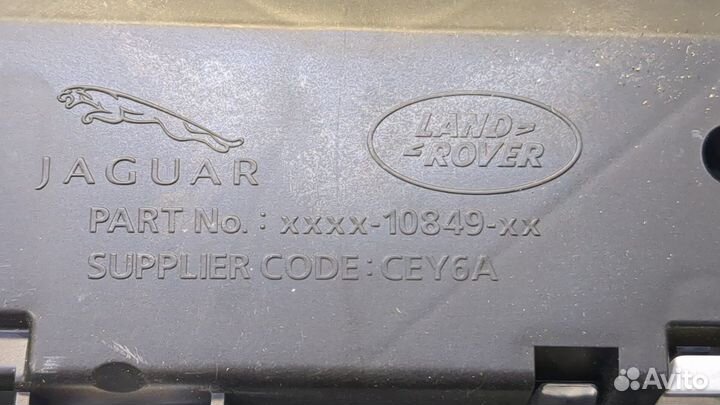 JAGUAR
LAND
ROVER
PART No.: xxxx-10849-xx
SUPPLIER CODE: CEY6A
Avito